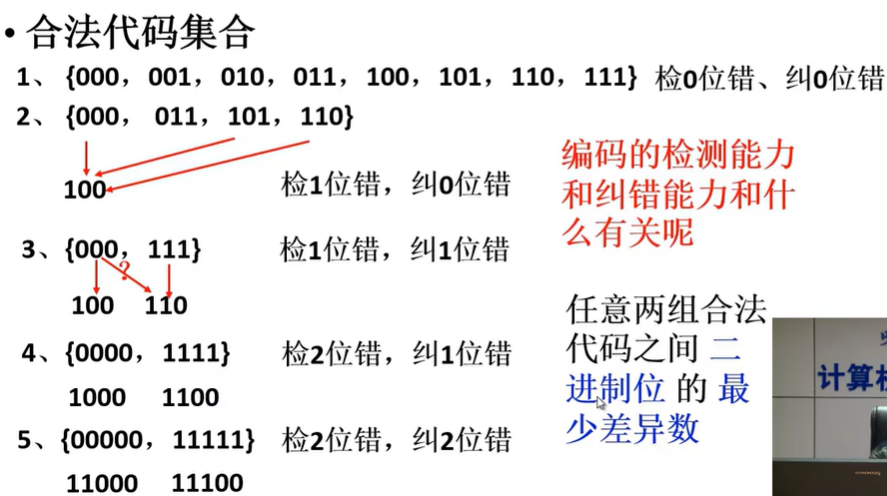 • 合法代码集合
1、 {000，001，010，011，100，101，110，111} 检0位错、纠0位错
2、 {000， 011，101，110}
100
检1位错，纠0位错
编码的检测能力
和纠错能力和什
么有关呢
3、{000，111}
检1位错，纠1位错
?
100 110
任意两组合法
代码之间 二
进制位 的 最
少差异数
4、{0000，1111}
检2位错，纠1位错
1000 1100
5、{00000，11111}
检2位错，纠2位错
11000 11100
计算